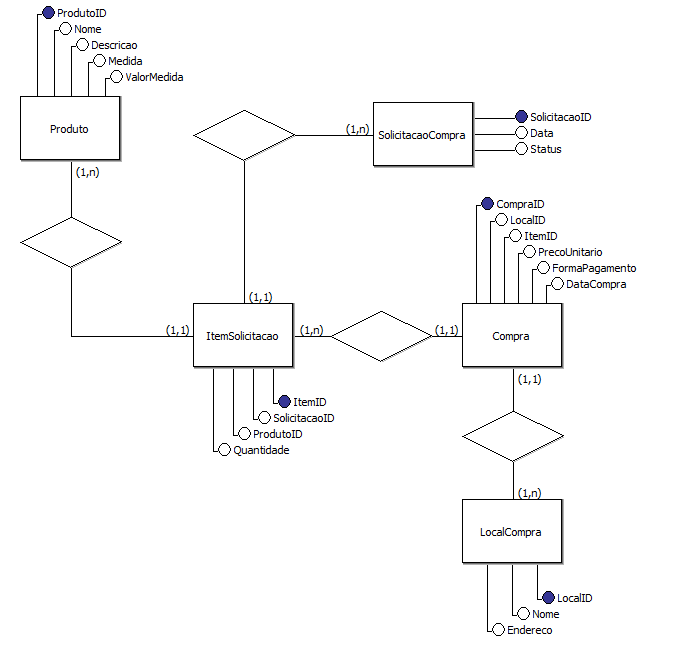 ProdutoID
Nome
Descricao
Medida
ValorMedida
Produto
(1,n)
(1,n)
SolicitacaoCompra
SolicitacaoID
Data
Status
CompraID
LocalID
ItemID
PrecoUnitario
FormaPagamento
DataCompra
(1,1)
(1,1)
ItemSolicitacao
(1,n)
(1,1)
Compra
(1,1)
ItemID
SolicitacaoID
ProdutoID
Quantidade
(1,n)
LocalCompra
LocalID
Nome
Endereco